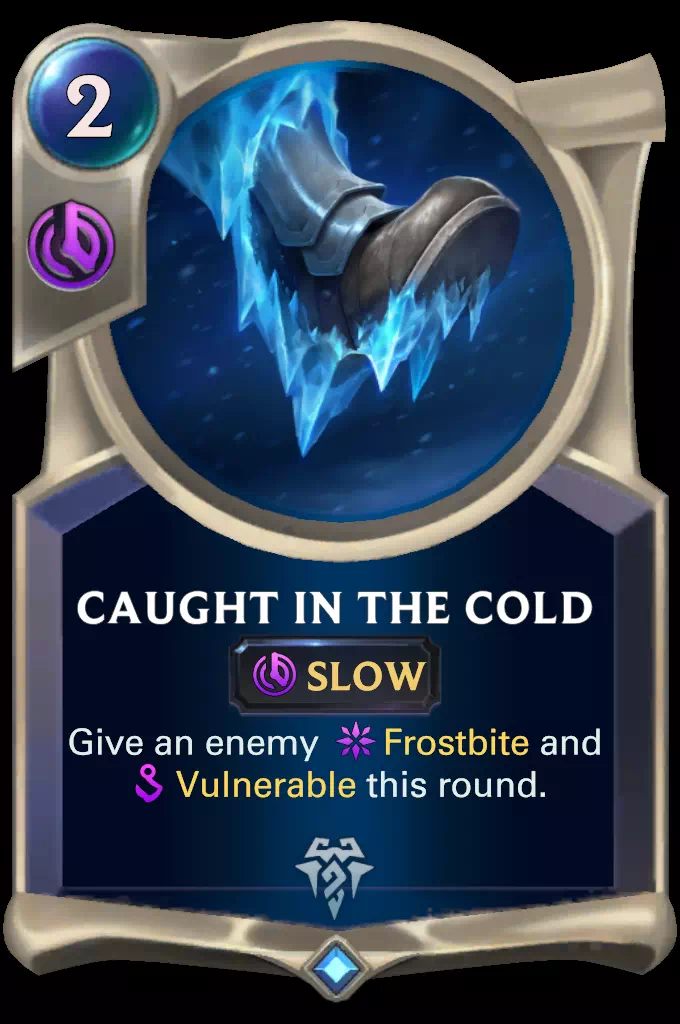 2
CAUGHT IN THE COLD
SLOW
Give an enemy Frostbite and
Vulnerable this round.